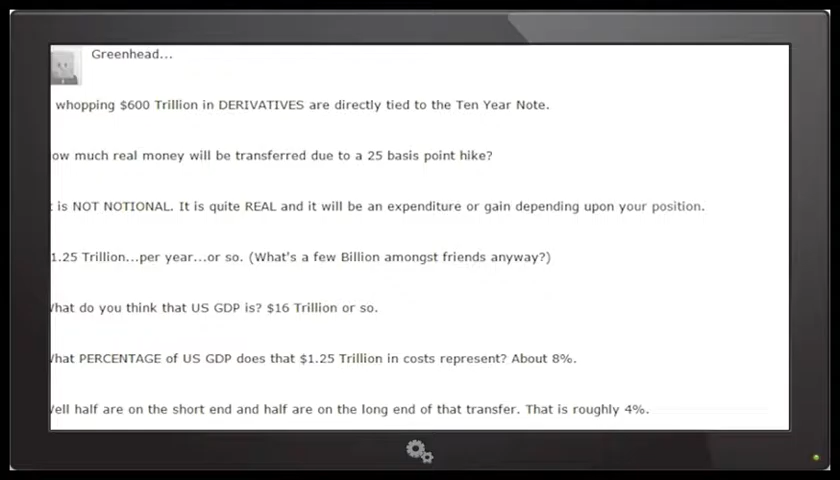 Greenhead...
whopping $600 Trillion in DERIVATIVES are directly tied to the Ten Year Note.
ow much real money will be transferred due to a 25 basis point hike?
is NOT NOTIONAL. It is quite REAL and it will be an expenditure or gain depending upon your position.
1.25 Trillion...per year...or so. (What's a few Billion amongst friends anyway?)
hat do you think that US GDP is? $16 Trillion or so.
hat PERCENTAGE of US GDP does that $1.25 Trillion in costs represent? About 8%.
ell half are on the short end and half are on the long end of that transfer. That is roughly 4%.